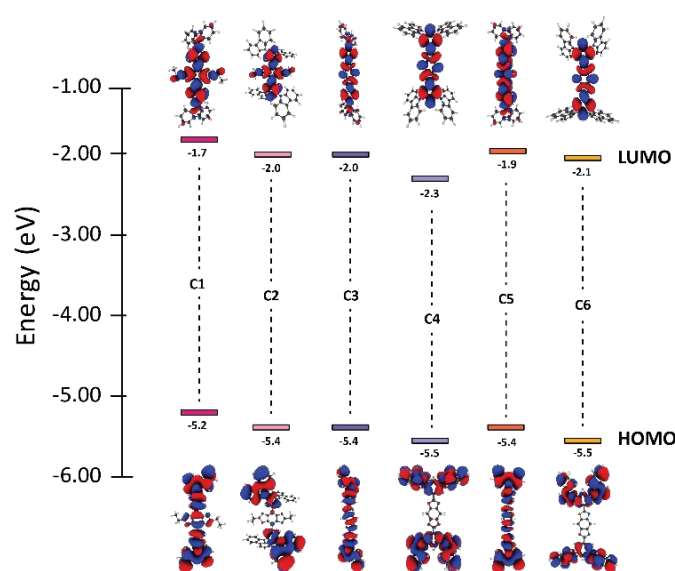 Energy (eV)
-1.00
-2.00
-3.00
-4.00
-5.00
-6.00
-1.7
-2.0
-2.0
-2.3
-1.9
-2.1
LUMO
C1
C2
C3
C4
C5
C6
-5.2
-5.4
-5.4
-5.5
-5.4
-5.5
HOMO